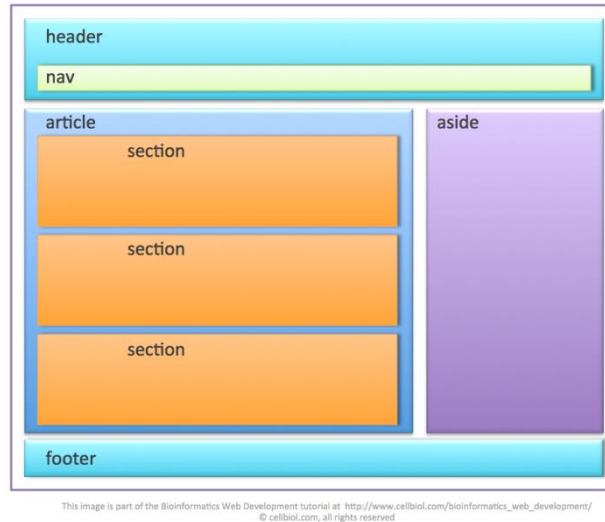 header
nav
article
aside
section
section
section
footer
This image is part of the Bioinformatics Web Development tutorial at http://www.cellbiol.com/bioinformatics_web_development/
© cellbiol.com, all rights reserved